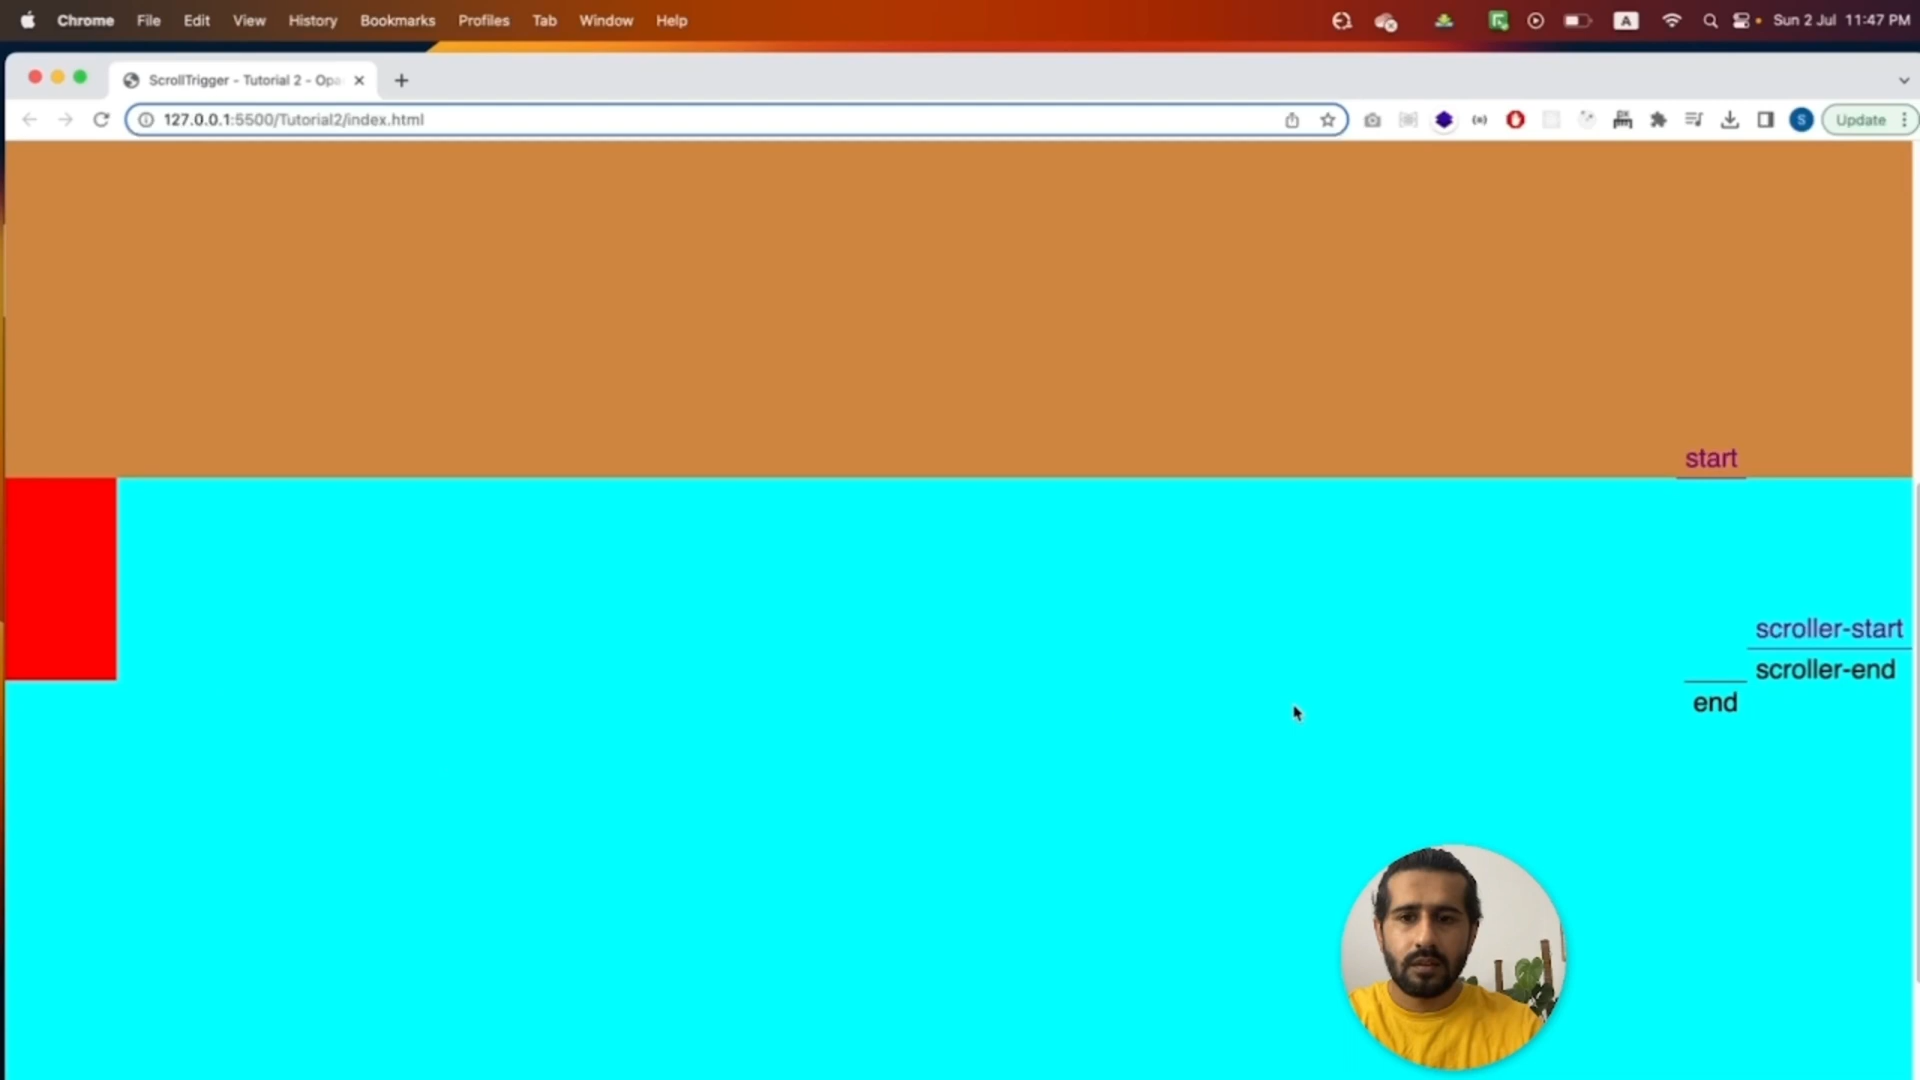 Chrome File Edit View History Bookmarks Profiles Tab Window Help A Sun 2 Jul 11:47 PM
ScrollTrigger - Tutorial 2 - Opa
127.0.0.1:5500/Tutorial2/index.html S Update
start
scroller-start
scroller-end
end